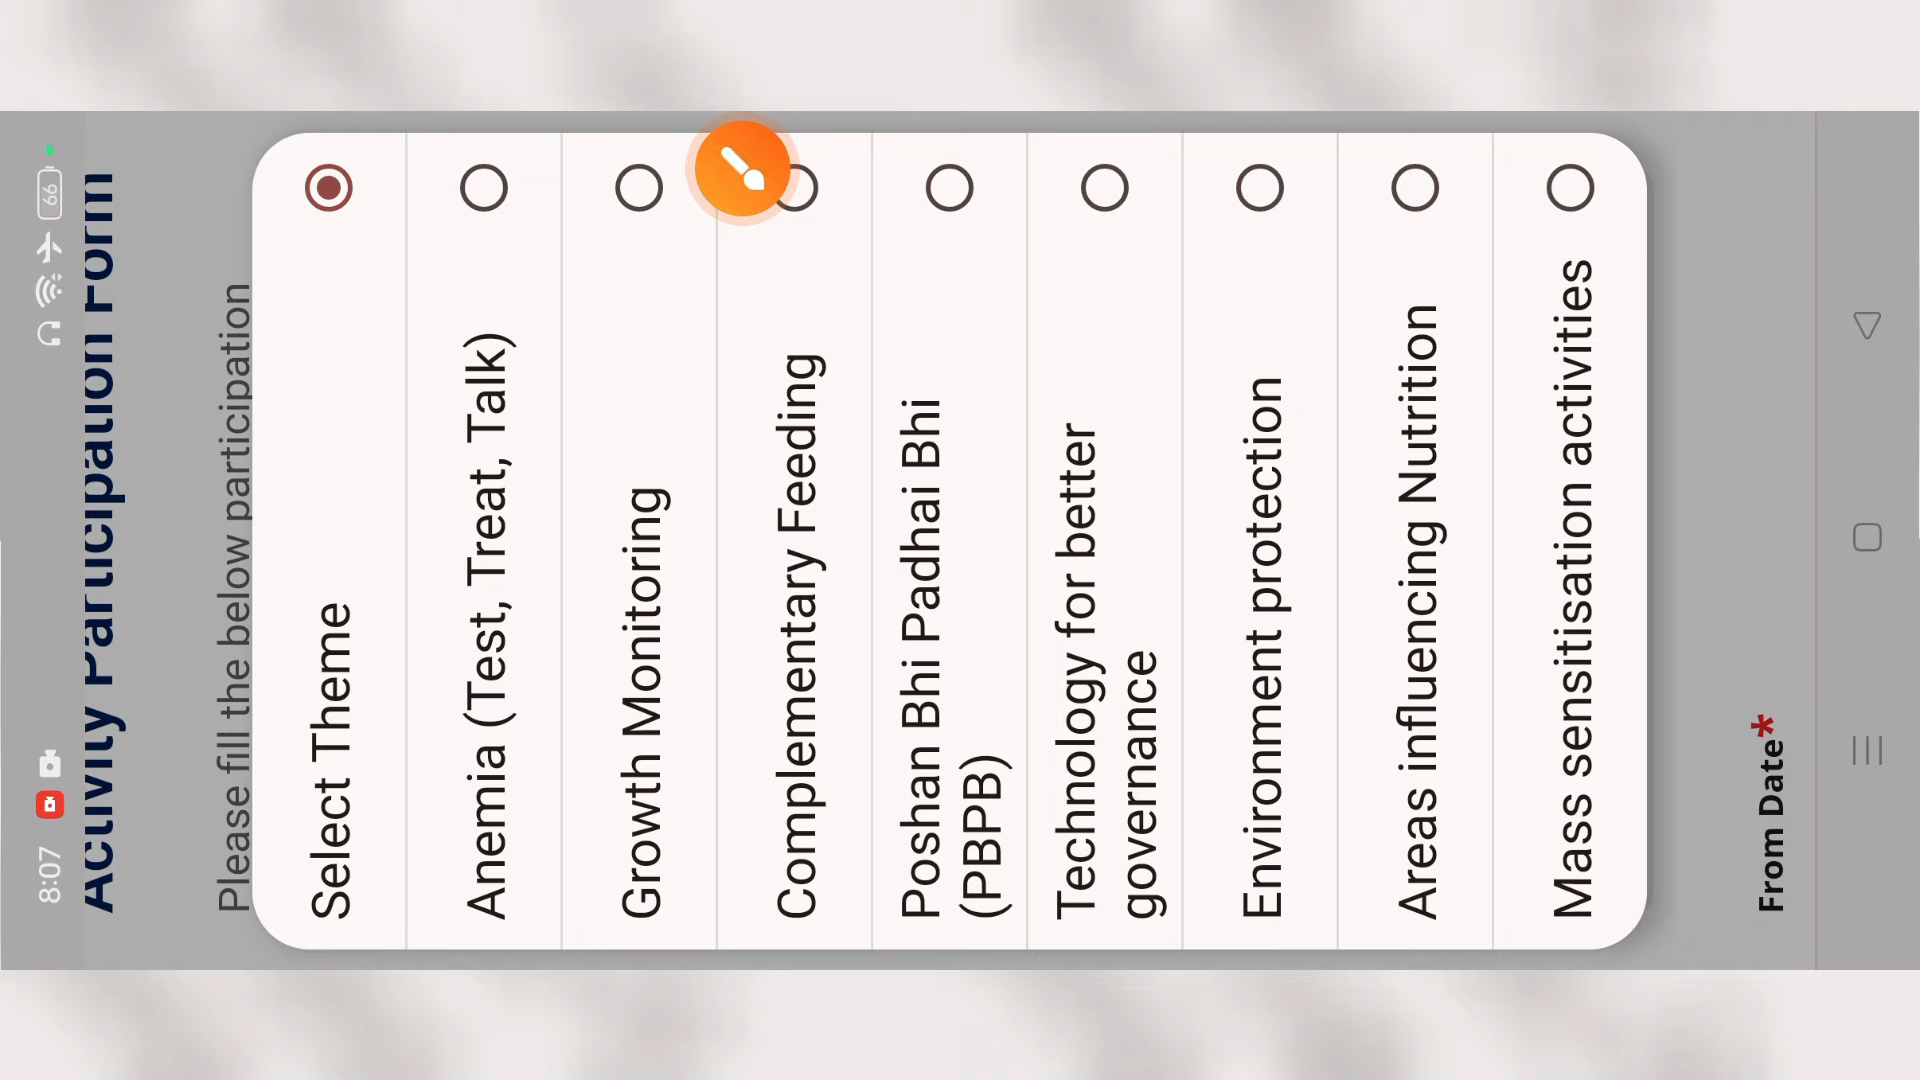 8:07
66
Activity Participation Form
Please fill the below participation
Select Theme
Anemia (Test, Treat, Talk)
Growth Monitoring
Complementary Feeding
Poshan Bhi Padhai Bhi
(PBPB)
Technology for better
governance
Environment protection
Areas influencing Nutrition
Mass sensitisation activities
From Date*